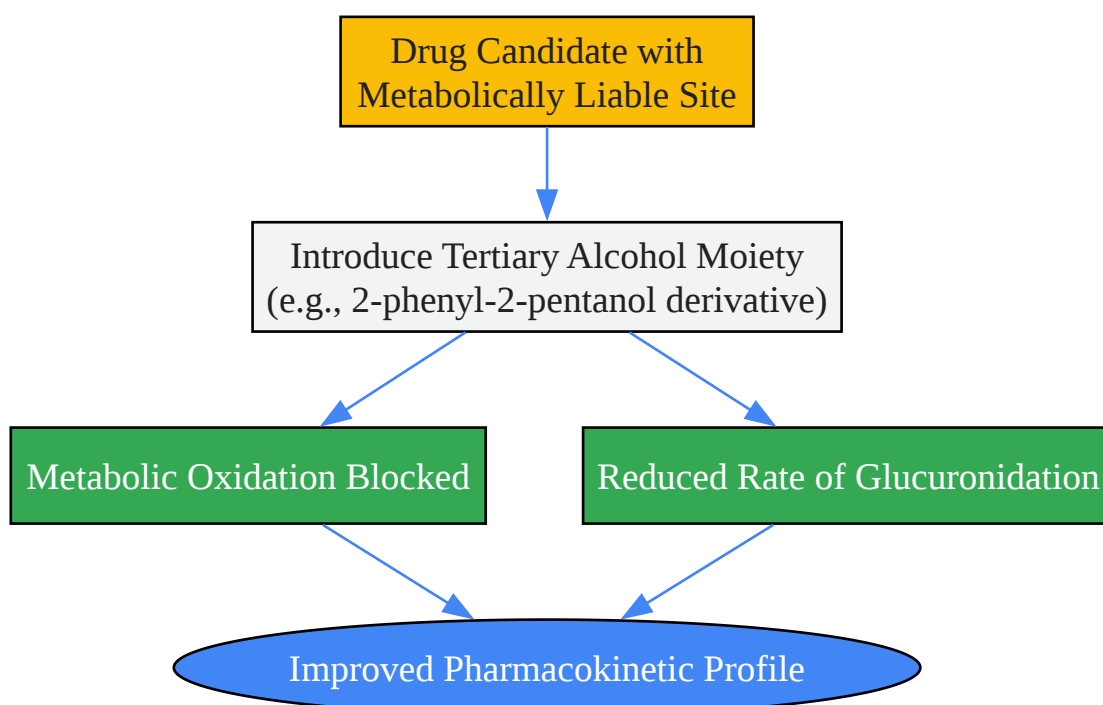 Drug Candidate with
Metabolically Liable Site
Introduce Tertiary Alcohol Moiety
(e.g., 2-phenyl-2-pentanol derivative)
Metabolic Oxidation Blocked
Reduced Rate of Glucuronidation
Improved Pharmacokinetic Profile